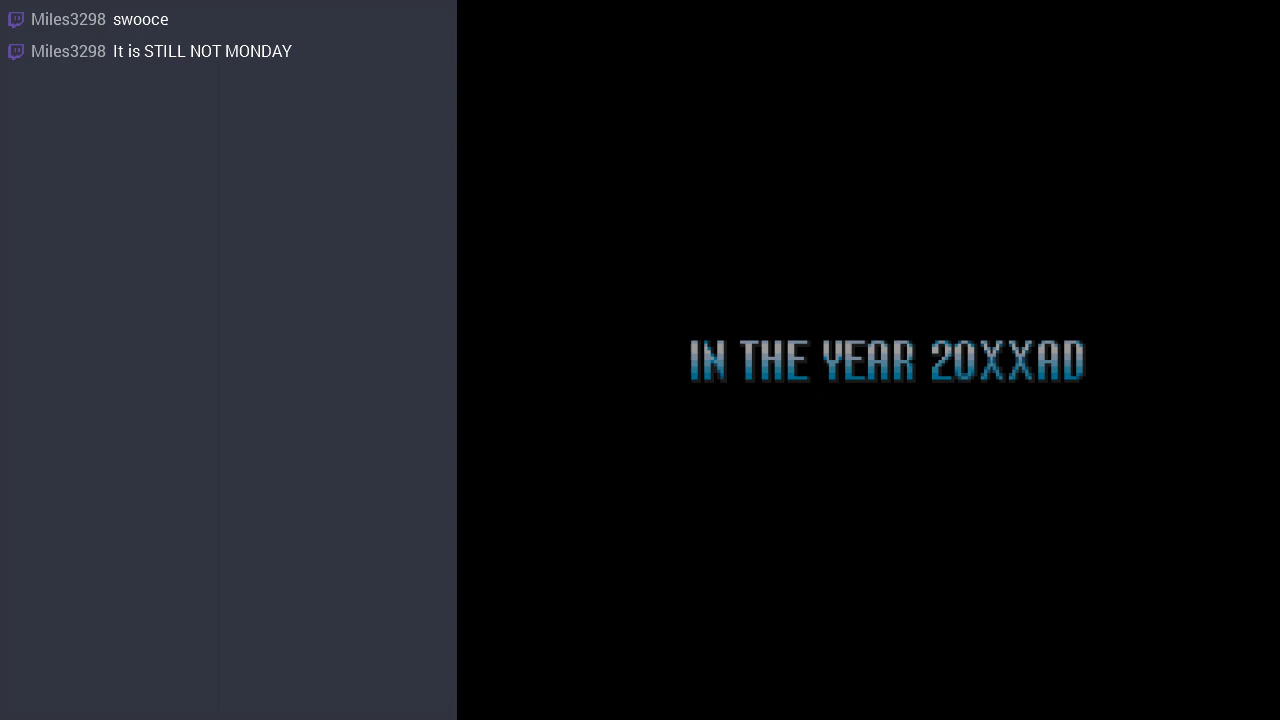 Miles3298 swooce
Miles3298 It is STILL NOT MONDAY
IN THE YEAR 20XXAD